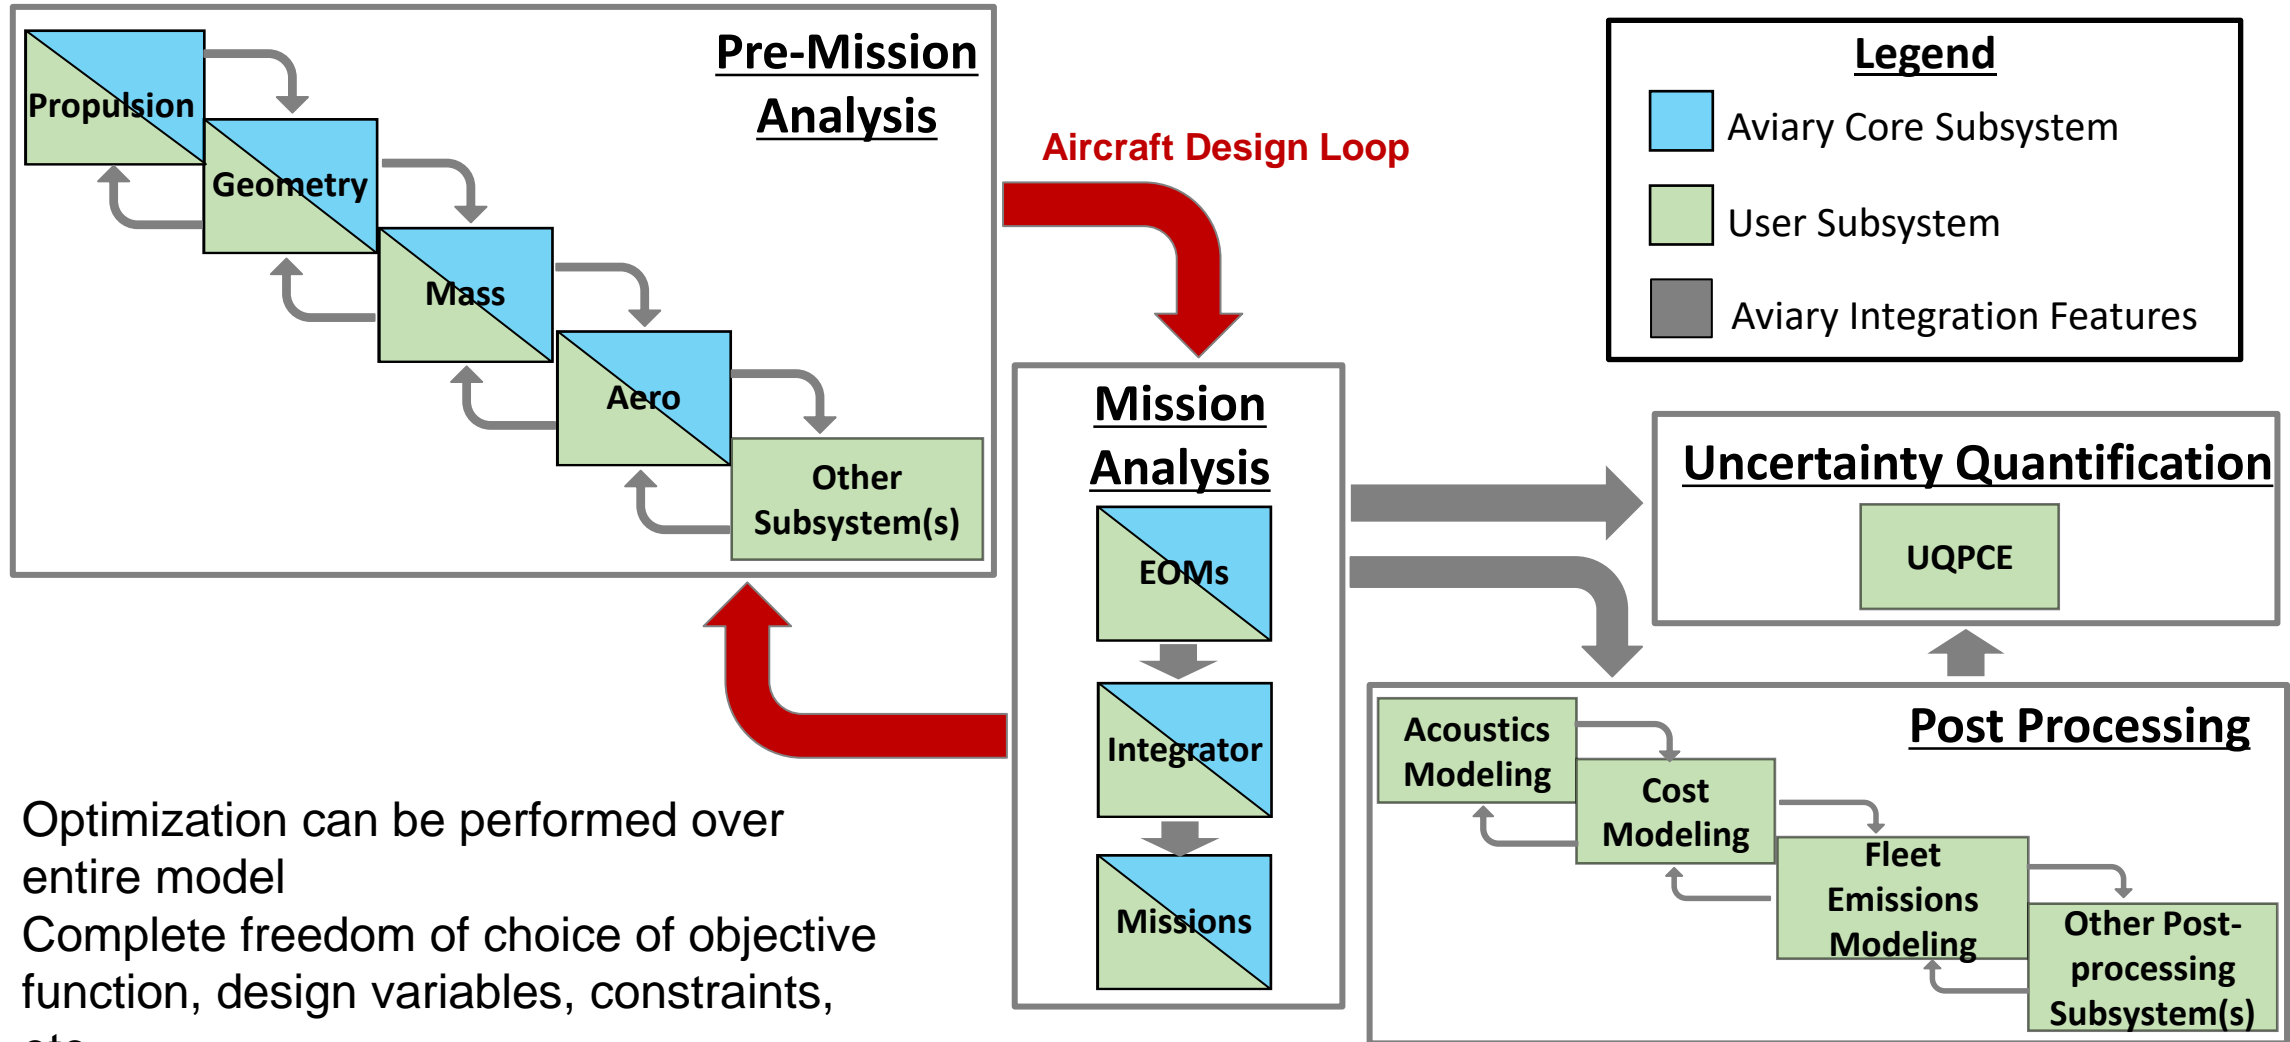 Pre-Mission
Analysis
Propulsion
Geometry
Mass
Aero
Other
Subsystem(s)
Aircraft Design Loop
Legend
Aviary Core Subsystem
User Subsystem
Aviary Integration Features
Mission
Analysis
EOMs
Integrator
Missions
Uncertainty Quantification
UQPCE
Post Processing
Acoustics
Modeling
Cost
Modeling
Fleet
Emissions
Modeling
Other Post-
processing
Subsystem(s)
Optimization can be performed over
entire model
Complete freedom of choice of objective
function, design variables, constraints,